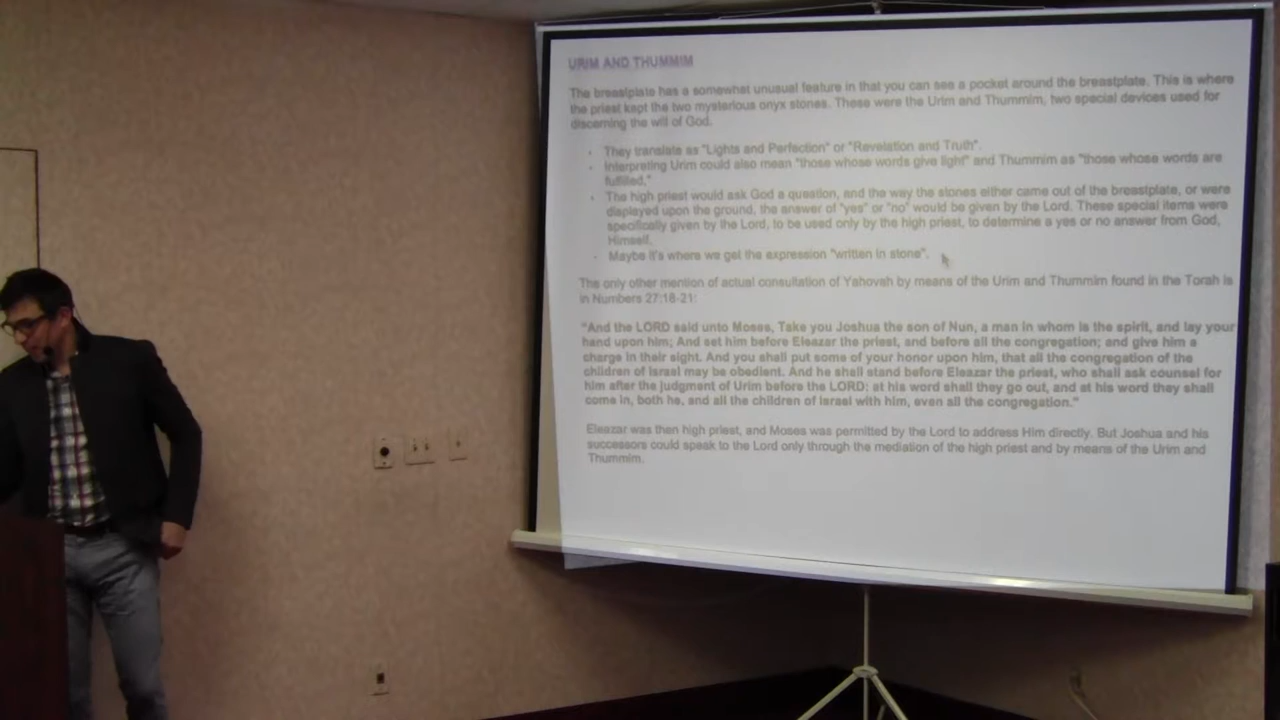 URIM AND THUMMIM
The breastplate has a somewhat unusual feature in that you can see a pocket around the breastplate. This is where
the priest kept the two mysterious onyx stones. These were the Urim and Thummim, two special devices used for
discerning the will of God.
• They translate as "Lights and Perfection" or "Revelation and Truth".
• Interpreting Urim could also mean "those whose words give light" and Thummim as "those whose words are
fulfilled."
• The high priest would ask God a question, and the way the stones either came out of the breastplate, or were
displayed upon the ground, the answer of "yes" or "no" would be given by the Lord. These special items were
specifically given by the Lord, to be used only by the high priest, to determine a yes or no answer from God,
Himself.
• Maybe it's where we get the expression "written in stone".
The only other mention of actual consultation of Yahovah by means of the Urim and Thummim found in the Torah is
in Numbers 27:18-21:
"And the LORD said unto Moses, Take you Joshua the son of Nun, a man in whom is the spirit, and lay your
hand upon him; And set him before Eleazar the priest, and before all the congregation; and give him a
charge in their sight. And you shall put some of your honor upon him, that all the congregation of the
children of Israel may be obedient. And he shall stand before Eleazar the priest, who shall ask counsel for
him after the judgment of Urim before the LORD: at his word shall they go out, and at his word they shall
come in, both he, and all the children of Israel with him, even all the congregation."
Eleazar was then high priest, and Moses was permitted by the Lord to address Him directly. But Joshua and his
successors could speak to the Lord only through the mediation of the high priest and by means of the Urim and
Thummim.